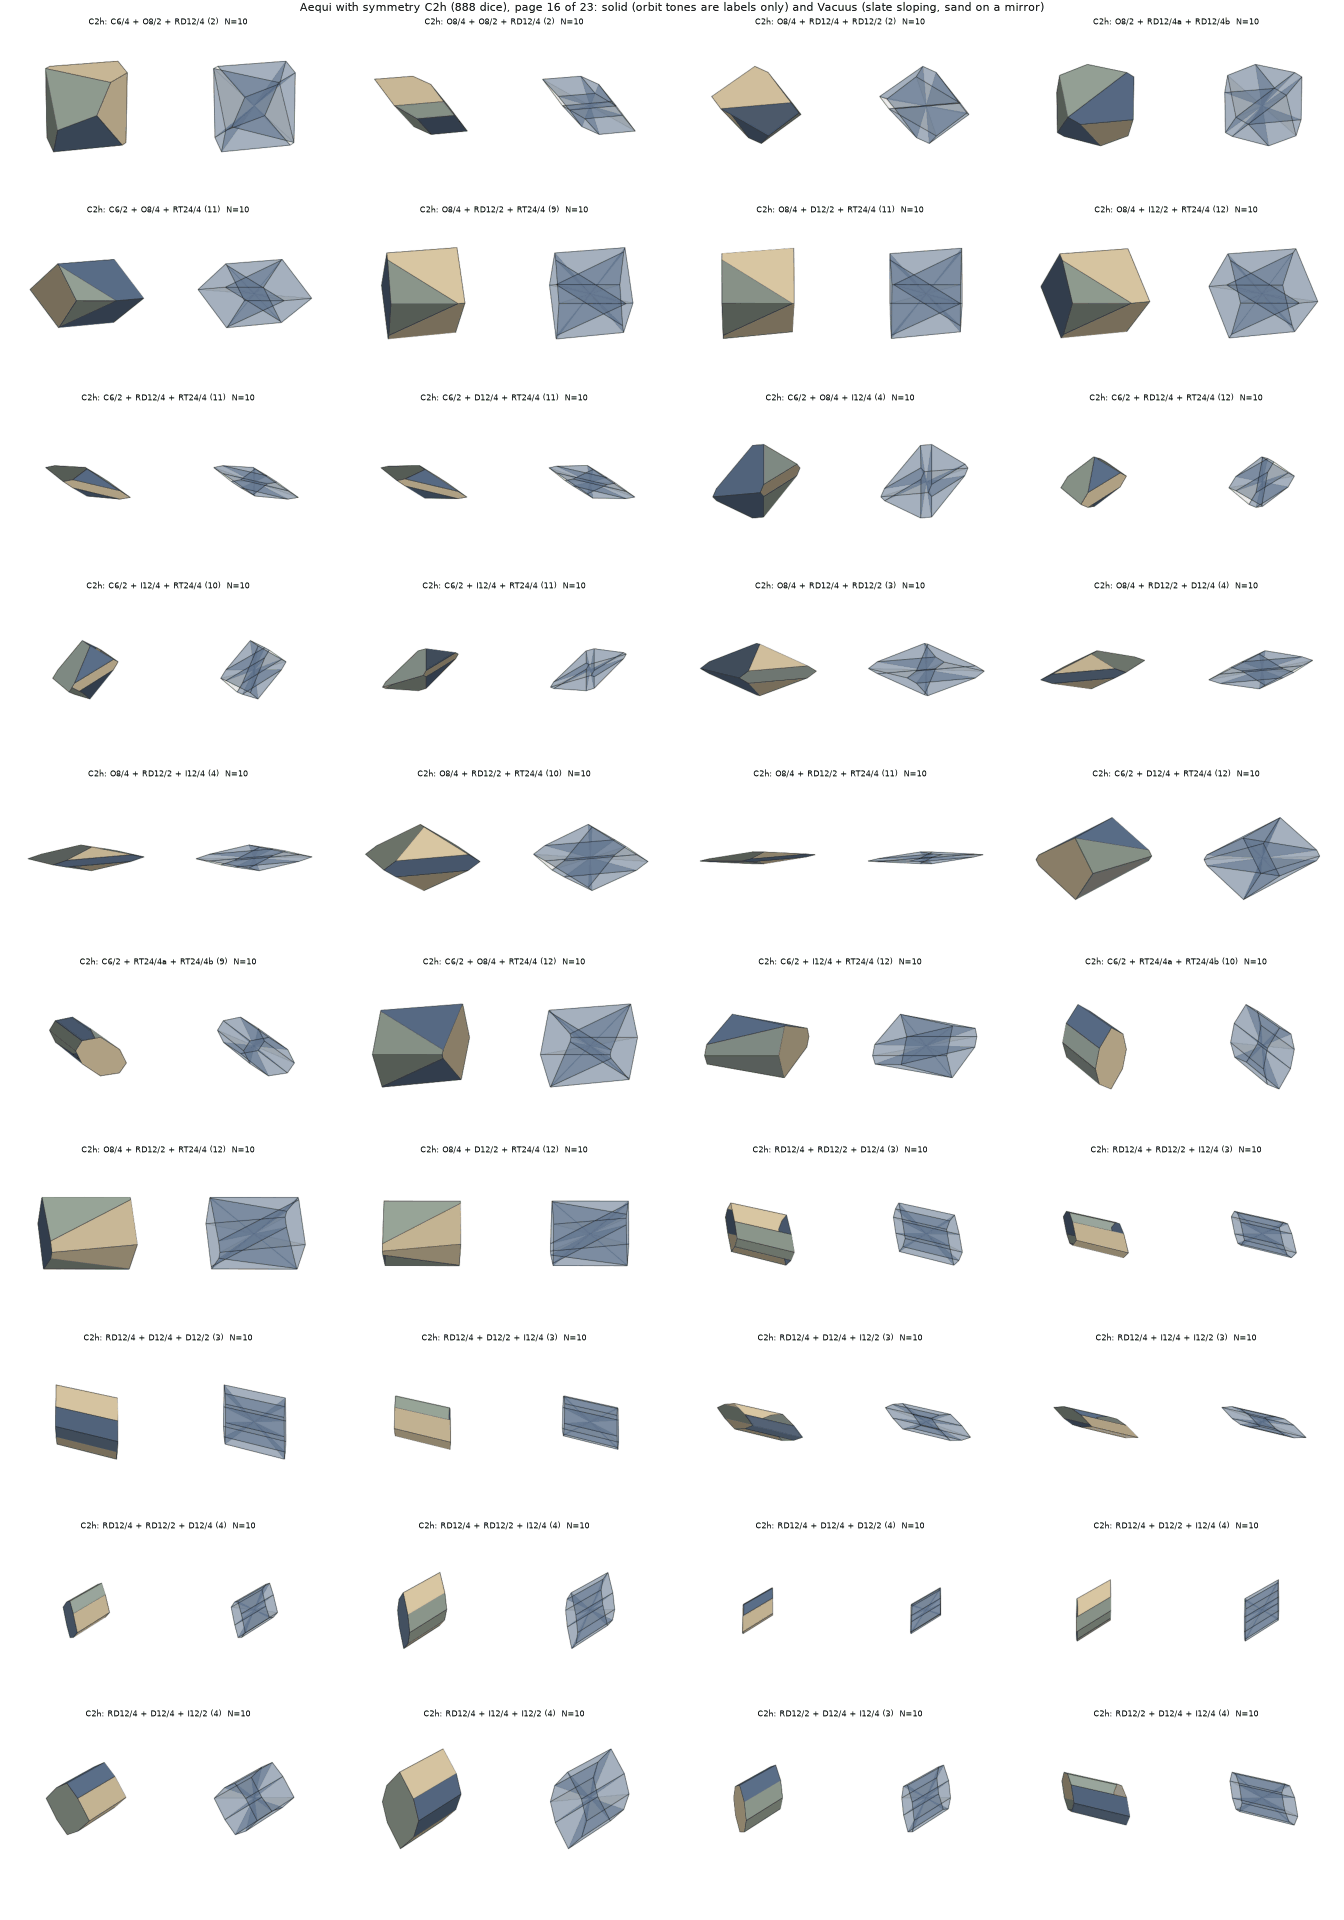 Aequi with symmetry C2h (888 dice), page 16 of 23: solid (orbit tones are labels only) and Vacuus (slate sloping, sand on a mirror)
C2h: C6/4 + O8/2 + RD12/4 (2)  N=10
C2h: O8/4 + O8/2 + RD12/4 (2)  N=10
C2h: O8/4 + RD12/4 + RD12/2 (2)  N=10
C2h: O8/2 + RD12/4a + RD12/4b  N=10
C2h: C6/2 + O8/4 + RT24/4 (11)  N=10
C2h: O8/4 + RD12/2 + RT24/4 (9)  N=10
C2h: O8/4 + D12/2 + RT24/4 (11)  N=10
C2h: O8/4 + I12/2 + RT24/4 (12)  N=10
C2h: C6/2 + RD12/4 + RT24/4 (11)  N=10
C2h: C6/2 + D12/4 + RT24/4 (11)  N=10
C2h: C6/2 + O8/4 + I12/4 (4)  N=10
C2h: C6/2 + RD12/4 + RT24/4 (12)  N=10
C2h: C6/2 + I12/4 + RT24/4 (10)  N=10
C2h: C6/2 + I12/4 + RT24/4 (11)  N=10
C2h: O8/4 + RD12/4 + RD12/2 (3)  N=10
C2h: O8/4 + RD12/2 + D12/4 (4)  N=10
C2h: O8/4 + RD12/2 + I12/4 (4)  N=10
C2h: O8/4 + RD12/2 + RT24/4 (10)  N=10
C2h: O8/4 + RD12/2 + RT24/4 (11)  N=10
C2h: C6/2 + D12/4 + RT24/4 (12)  N=10
C2h: C6/2 + RT24/4a + RT24/4b (9)  N=10
C2h: C6/2 + O8/4 + RT24/4 (12)  N=10
C2h: C6/2 + I12/4 + RT24/4 (12)  N=10
C2h: C6/2 + RT24/4a + RT24/4b (10)  N=10
C2h: O8/4 + RD12/2 + RT24/4 (12)  N=10
C2h: O8/4 + D12/2 + RT24/4 (12)  N=10
C2h: RD12/4 + RD12/2 + D12/4 (3)  N=10
C2h: RD12/4 + RD12/2 + I12/4 (3)  N=10
C2h: RD12/4 + D12/4 + D12/2 (3)  N=10
C2h: RD12/4 + D12/2 + I12/4 (3)  N=10
C2h: RD12/4 + D12/4 + I12/2 (3)  N=10
C2h: RD12/4 + I12/4 + I12/2 (3)  N=10
C2h: RD12/4 + RD12/2 + D12/4 (4)  N=10
C2h: RD12/4 + RD12/2 + I12/4 (4)  N=10
C2h: RD12/4 + D12/4 + D12/2 (4)  N=10
C2h: RD12/4 + D12/2 + I12/4 (4)  N=10
C2h: RD12/4 + D12/4 + I12/2 (4)  N=10
C2h: RD12/4 + I12/4 + I12/2 (4)  N=10
C2h: RD12/2 + D12/4 + I12/4 (3)  N=10
C2h: RD12/2 + D12/4 + I12/4 (4)  N=10